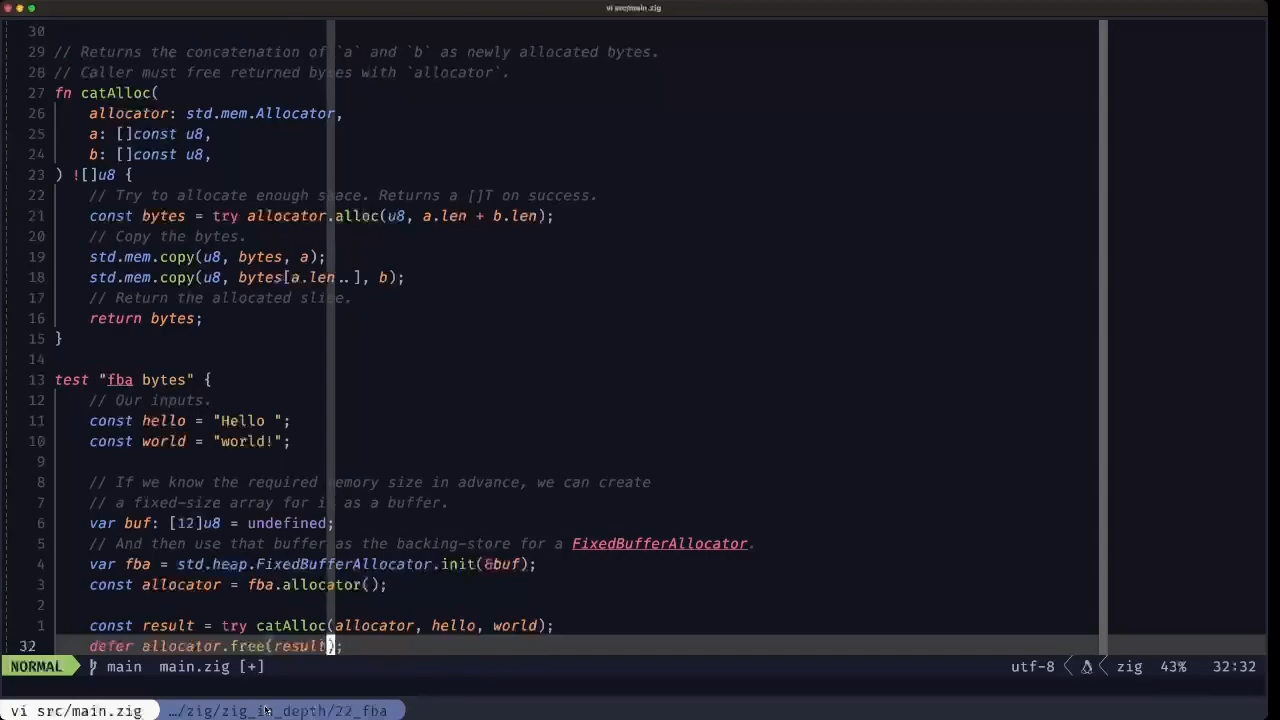 vi src/main.zig
30
29 // Returns the concatenation of `a` and `b` as newly allocated bytes.
28 // Caller must free returned bytes with `allocator`.
27 fn catAlloc(
26     allocator: std.mem.Allocator,
25     a: []const u8,
24     b: []const u8,
23 ) ![]u8 {
22     // Try to allocate enough space. Returns a []T on success.
21     const bytes = try allocator.alloc(u8, a.len + b.len);
20     // Copy the bytes.
19     std.mem.copy(u8, bytes, a);
18     std.mem.copy(u8, bytes[a.len..], b);
17     // Return the allocated slice.
16     return bytes;
15 }
14
13 test "fba bytes" {
12     // Our inputs.
11     const hello = "Hello ";
10     const world = "world!";
9
8     // If we know the required memory size in advance, we can create
7     // a fixed-size array for it as a buffer.
6     var buf: [12]u8 = undefined;
5     // And then use that buffer as the backing-store for a FixedBufferAllocator.
4     var fba = std.heap.FixedBufferAllocator.init(&buf);
3     const allocator = fba.allocator();
2
1     const result = try catAlloc(allocator, hello, world);
32     defer allocator.free(result);
NORMAL main main.zig [+] utf-8 zig 43% 32:32
vi src/main.zig …/zig/zig_in_depth/22_fba